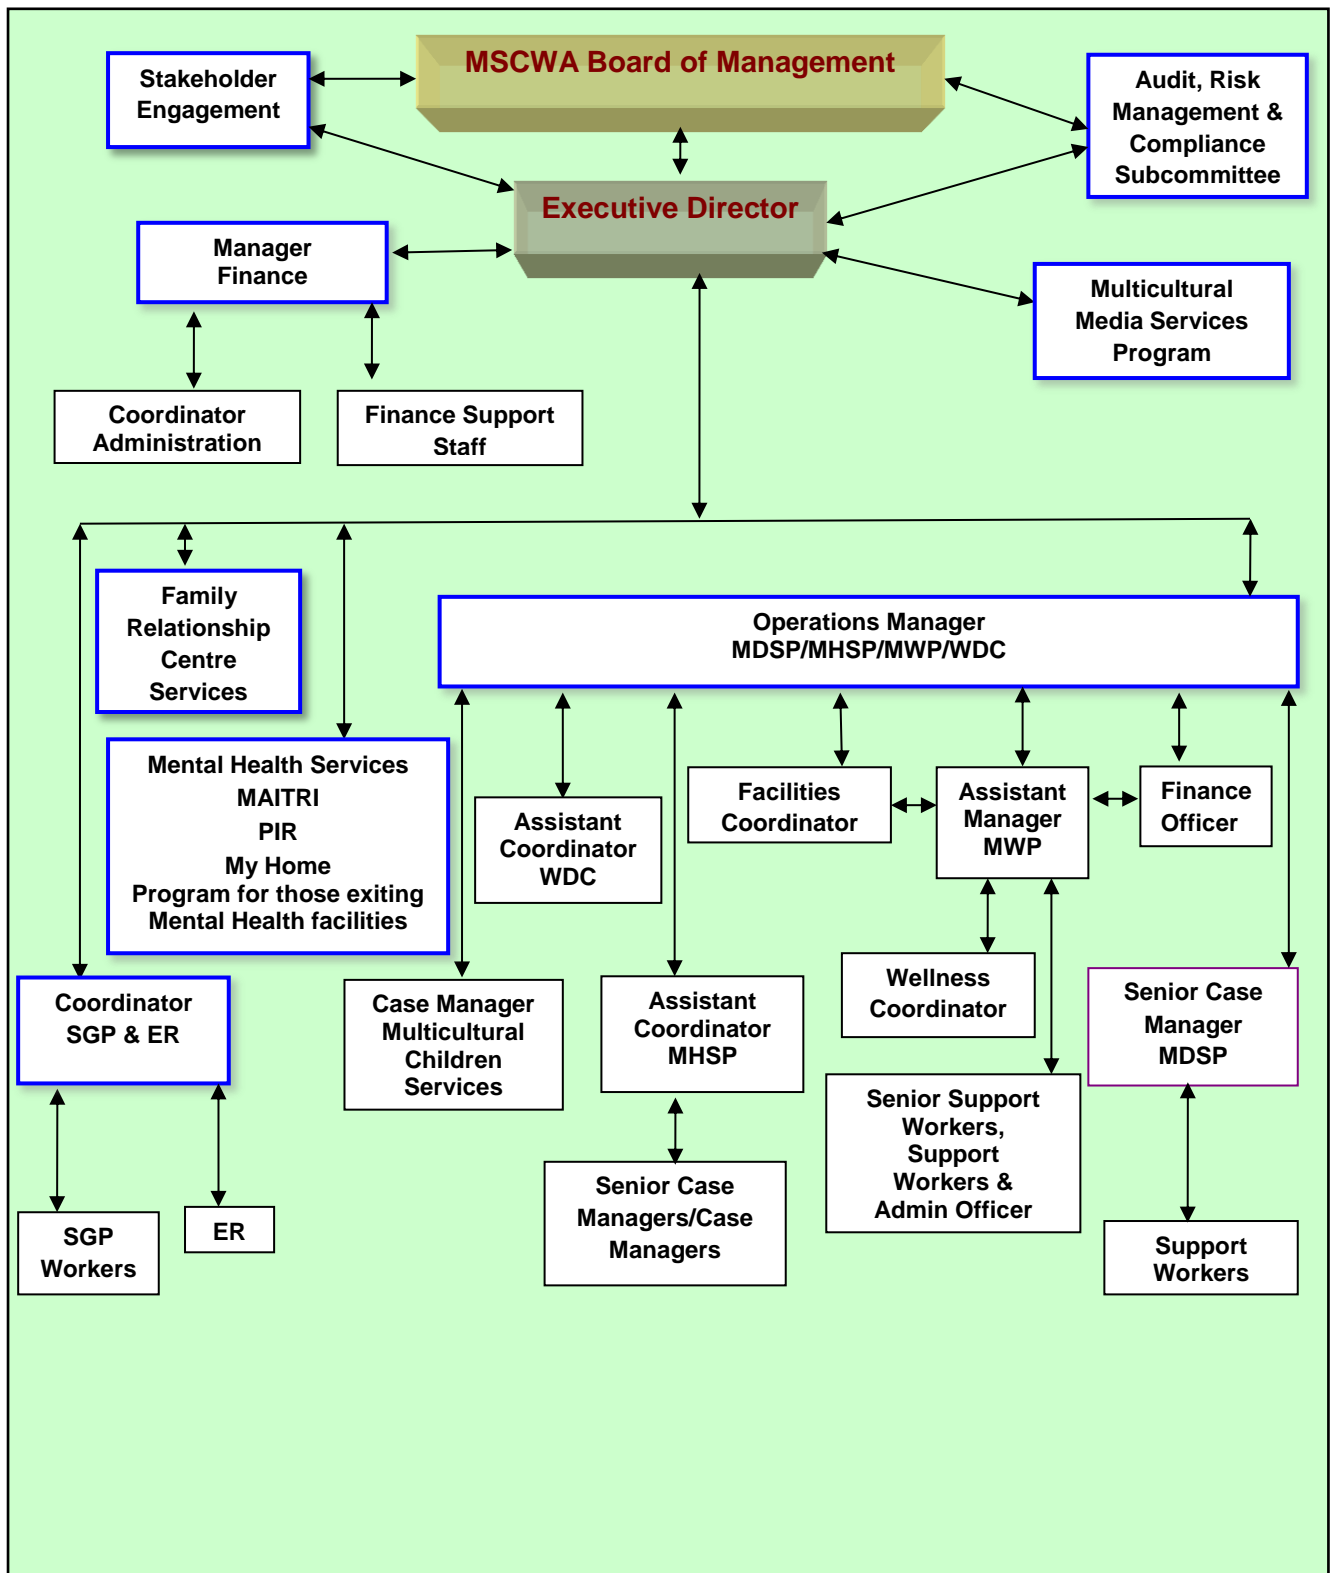 MSCWA Board of Management
Stakeholder
Engagement
Audit, Risk
Management &
Compliance
Subcommittee
Executive Director
Manager
Finance
Multicultural
Media Services
Program
Coordinator
Administration
Finance Support
Staff
Family
Relationship
Centre
Services
Operations Manager
MDSP/MHSP/MWP/WDC
Mental Health Services
MAITRI
PIR
My Home
Program for those exiting
Mental Health facilities
Assistant
Coordinator
WDC
Facilities
Coordinator
Assistant
Manager
MWP
Finance
Officer
Coordinator
SGP & ER
Case Manager
Multicultural
Children
Services
Assistant
Coordinator
MHSP
Wellness
Coordinator
Senior Case
Manager
MDSP
Senior Support
Workers,
Support
Workers &
Admin Officer
SGP
Workers
ER
Senior Case
Managers/Case
Managers
Support
Workers